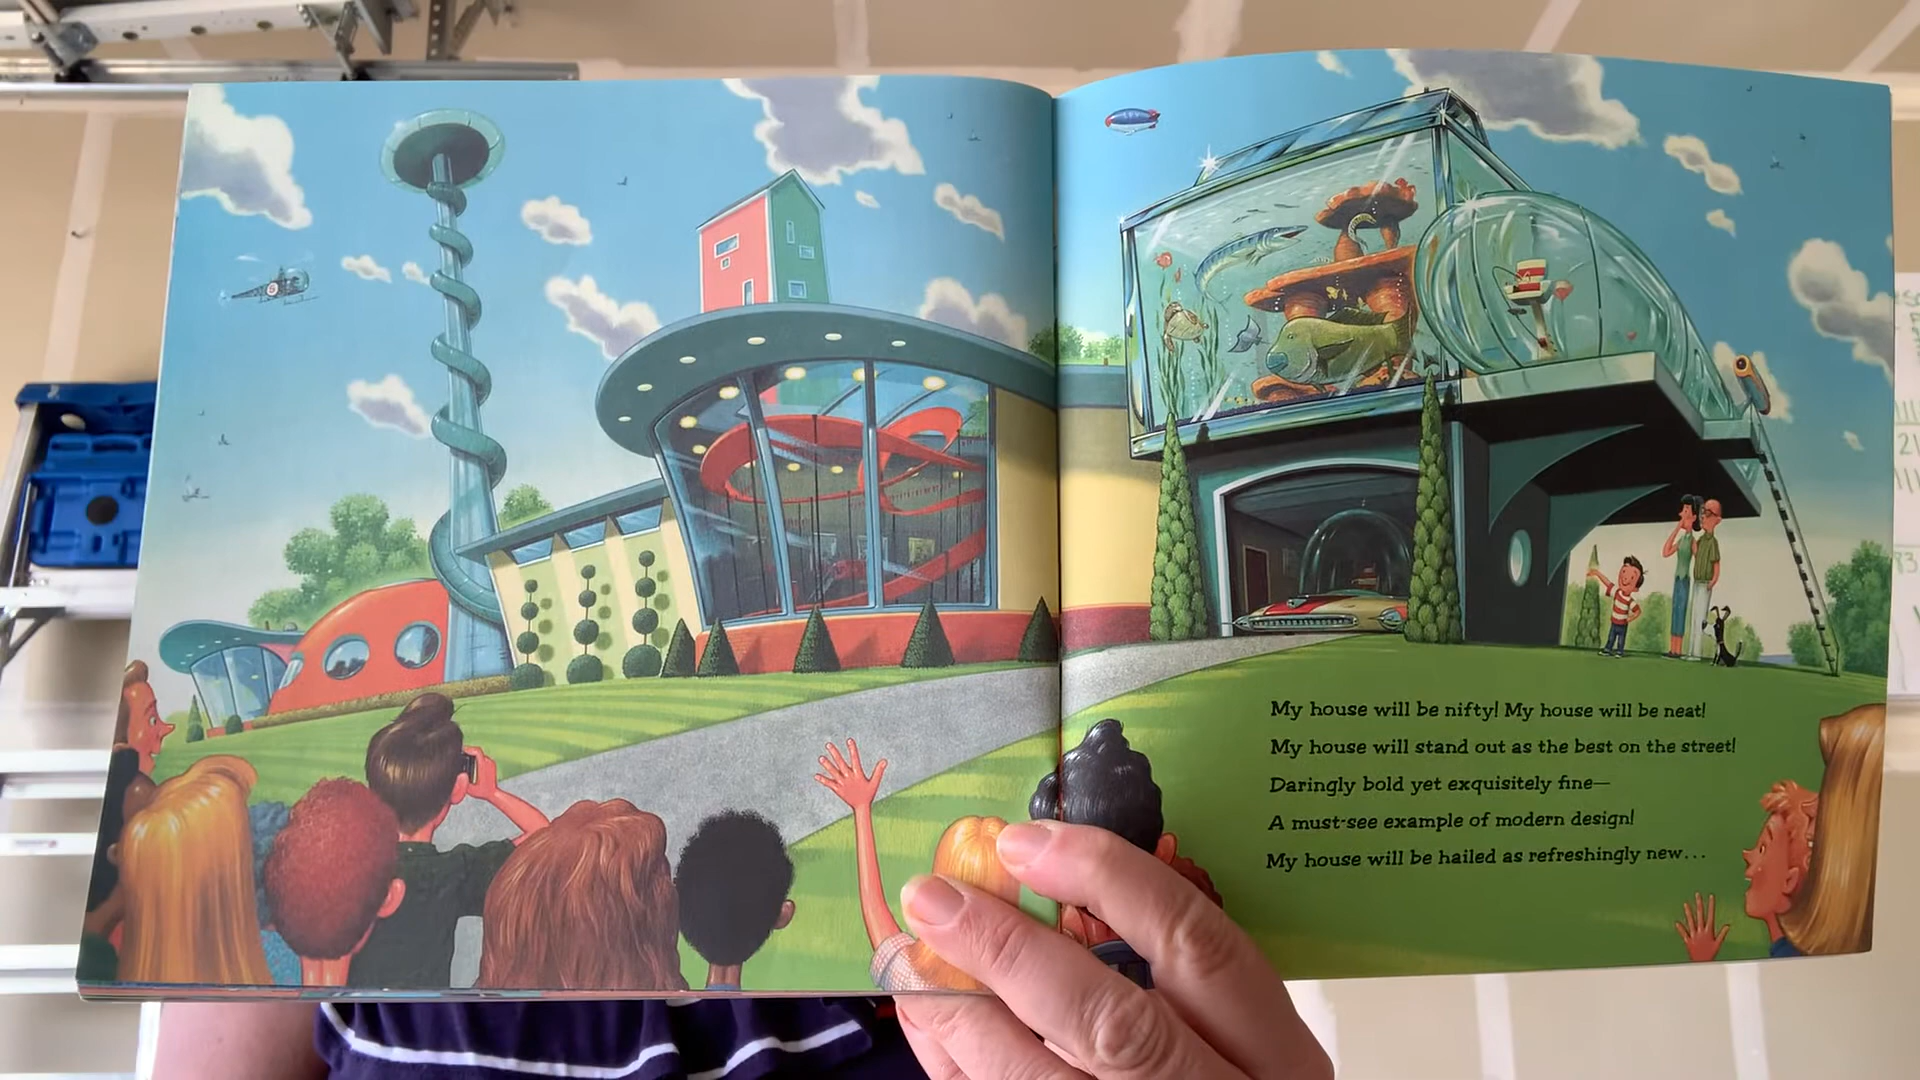 My house will be nifty! My house will be neat!
My house will stand out as the best on the street!
Daringly bold yet exquisitely fine—
A must-see example of modern design!
My house will be hailed as refreshingly new...